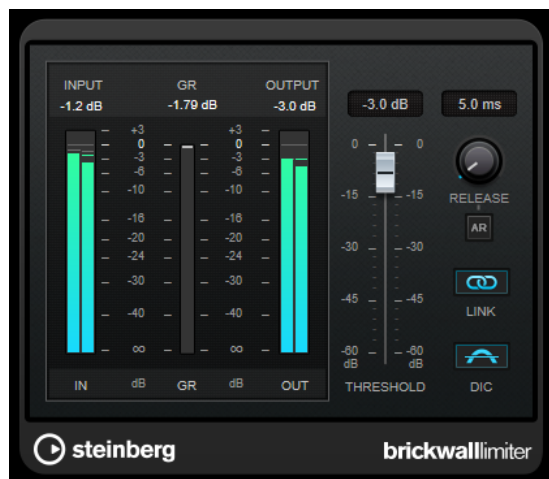 INPUT GR OUTPUT
-1.2 dB -1.79 dB -3.0 dB -3.0 dB 5.0 ms
+3 +3
0 0 0 0
-3 -3
-6 -6
-10 -10
-15 -15 RELEASE
-16 -16
AR
-20 -20
-24 -24 -30 -30
-30 -30
-45 -45
-40 -40 LINK
∞ ∞ -60 -60
dB dB
IN dB GR dB OUT THRESHOLD DIC
steinberg brickwalllimiter